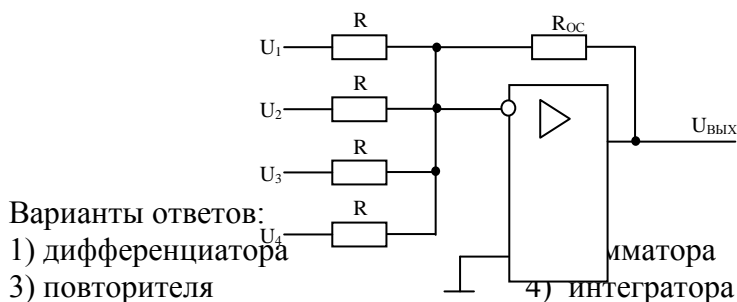 R
R_OC
U₁
R
U₂
U_ВЫХ
R
U₃
R
U₄
Варианты ответов:
1) дифференциатора
мматора
3) повторителя
4) интегратора